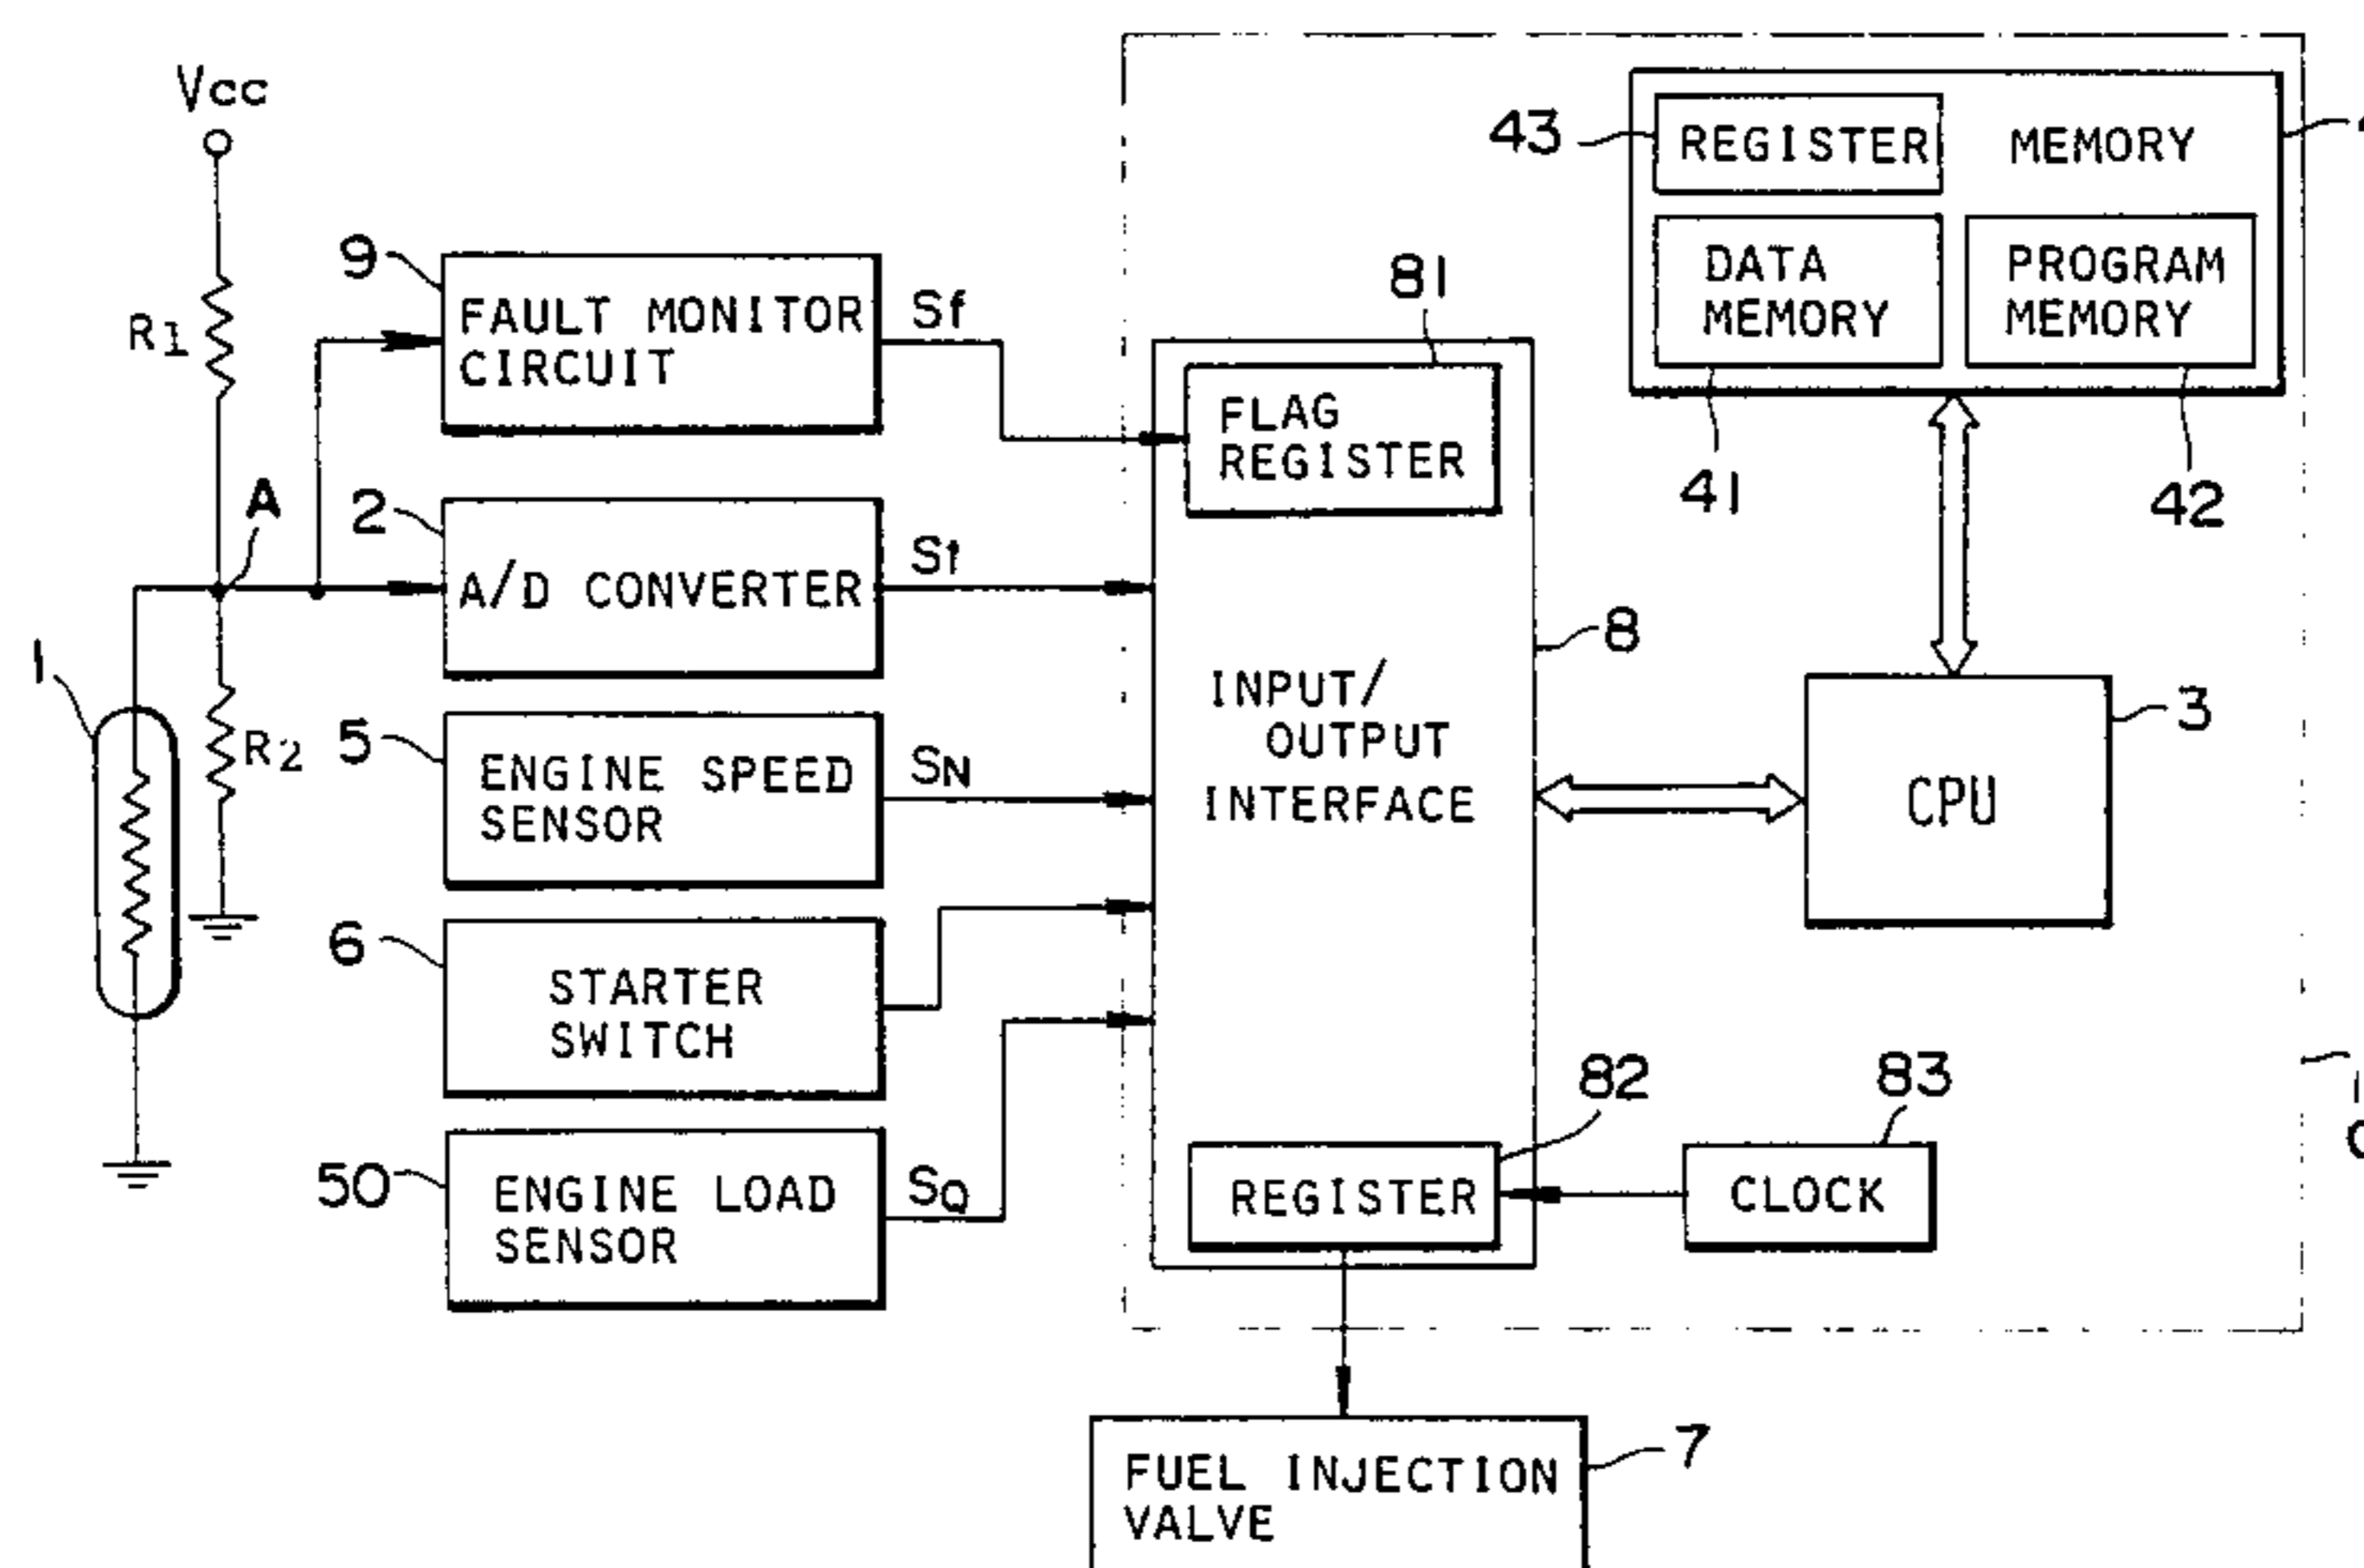 Vcc
R1
A
1
R2
9
FAULT MONITOR
CIRCUIT
Sf
2
A/D CONVERTER
St
5
ENGINE SPEED
SENSOR
SN
6
STARTER
SWITCH
50
ENGINE LOAD
SENSOR
SQ
81
FLAG
REGISTER
INPUT/
OUTPUT
INTERFACE
8
82
REGISTER
83
CLOCK
43
REGISTER
MEMORY
DATA
MEMORY
PROGRAM
MEMORY
41
42
3
CPU
FUEL INJECTION
VALVE
7